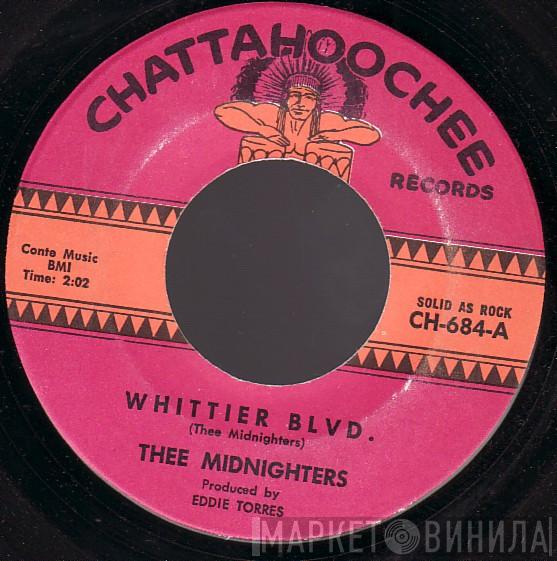 CHATTAHOOCHEE
RECORDS
Conte Music
BMI
Time: 2:02
SOLID AS ROCK
CH-684-A
WHITTIER BLVD.
(Thee Midnighters)
THEE MIDNIGHTERS
Produced by
EDDIE TORRES
МАРКЕТ ВИНИЛА